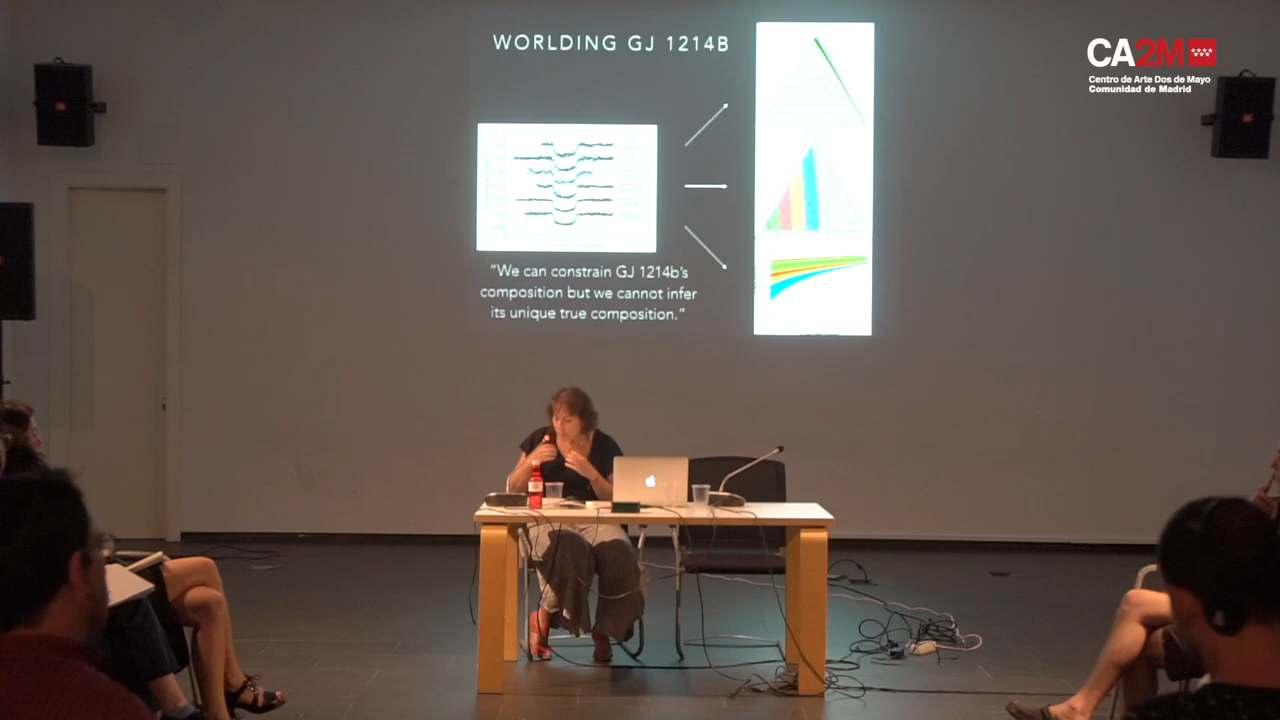 WORLDING GJ 1214B
"We can constrain GJ 1214b's
composition but we cannot infer
its unique true composition."
CA2M
Centro de Arte Dos de Mayo
Comunidad de Madrid